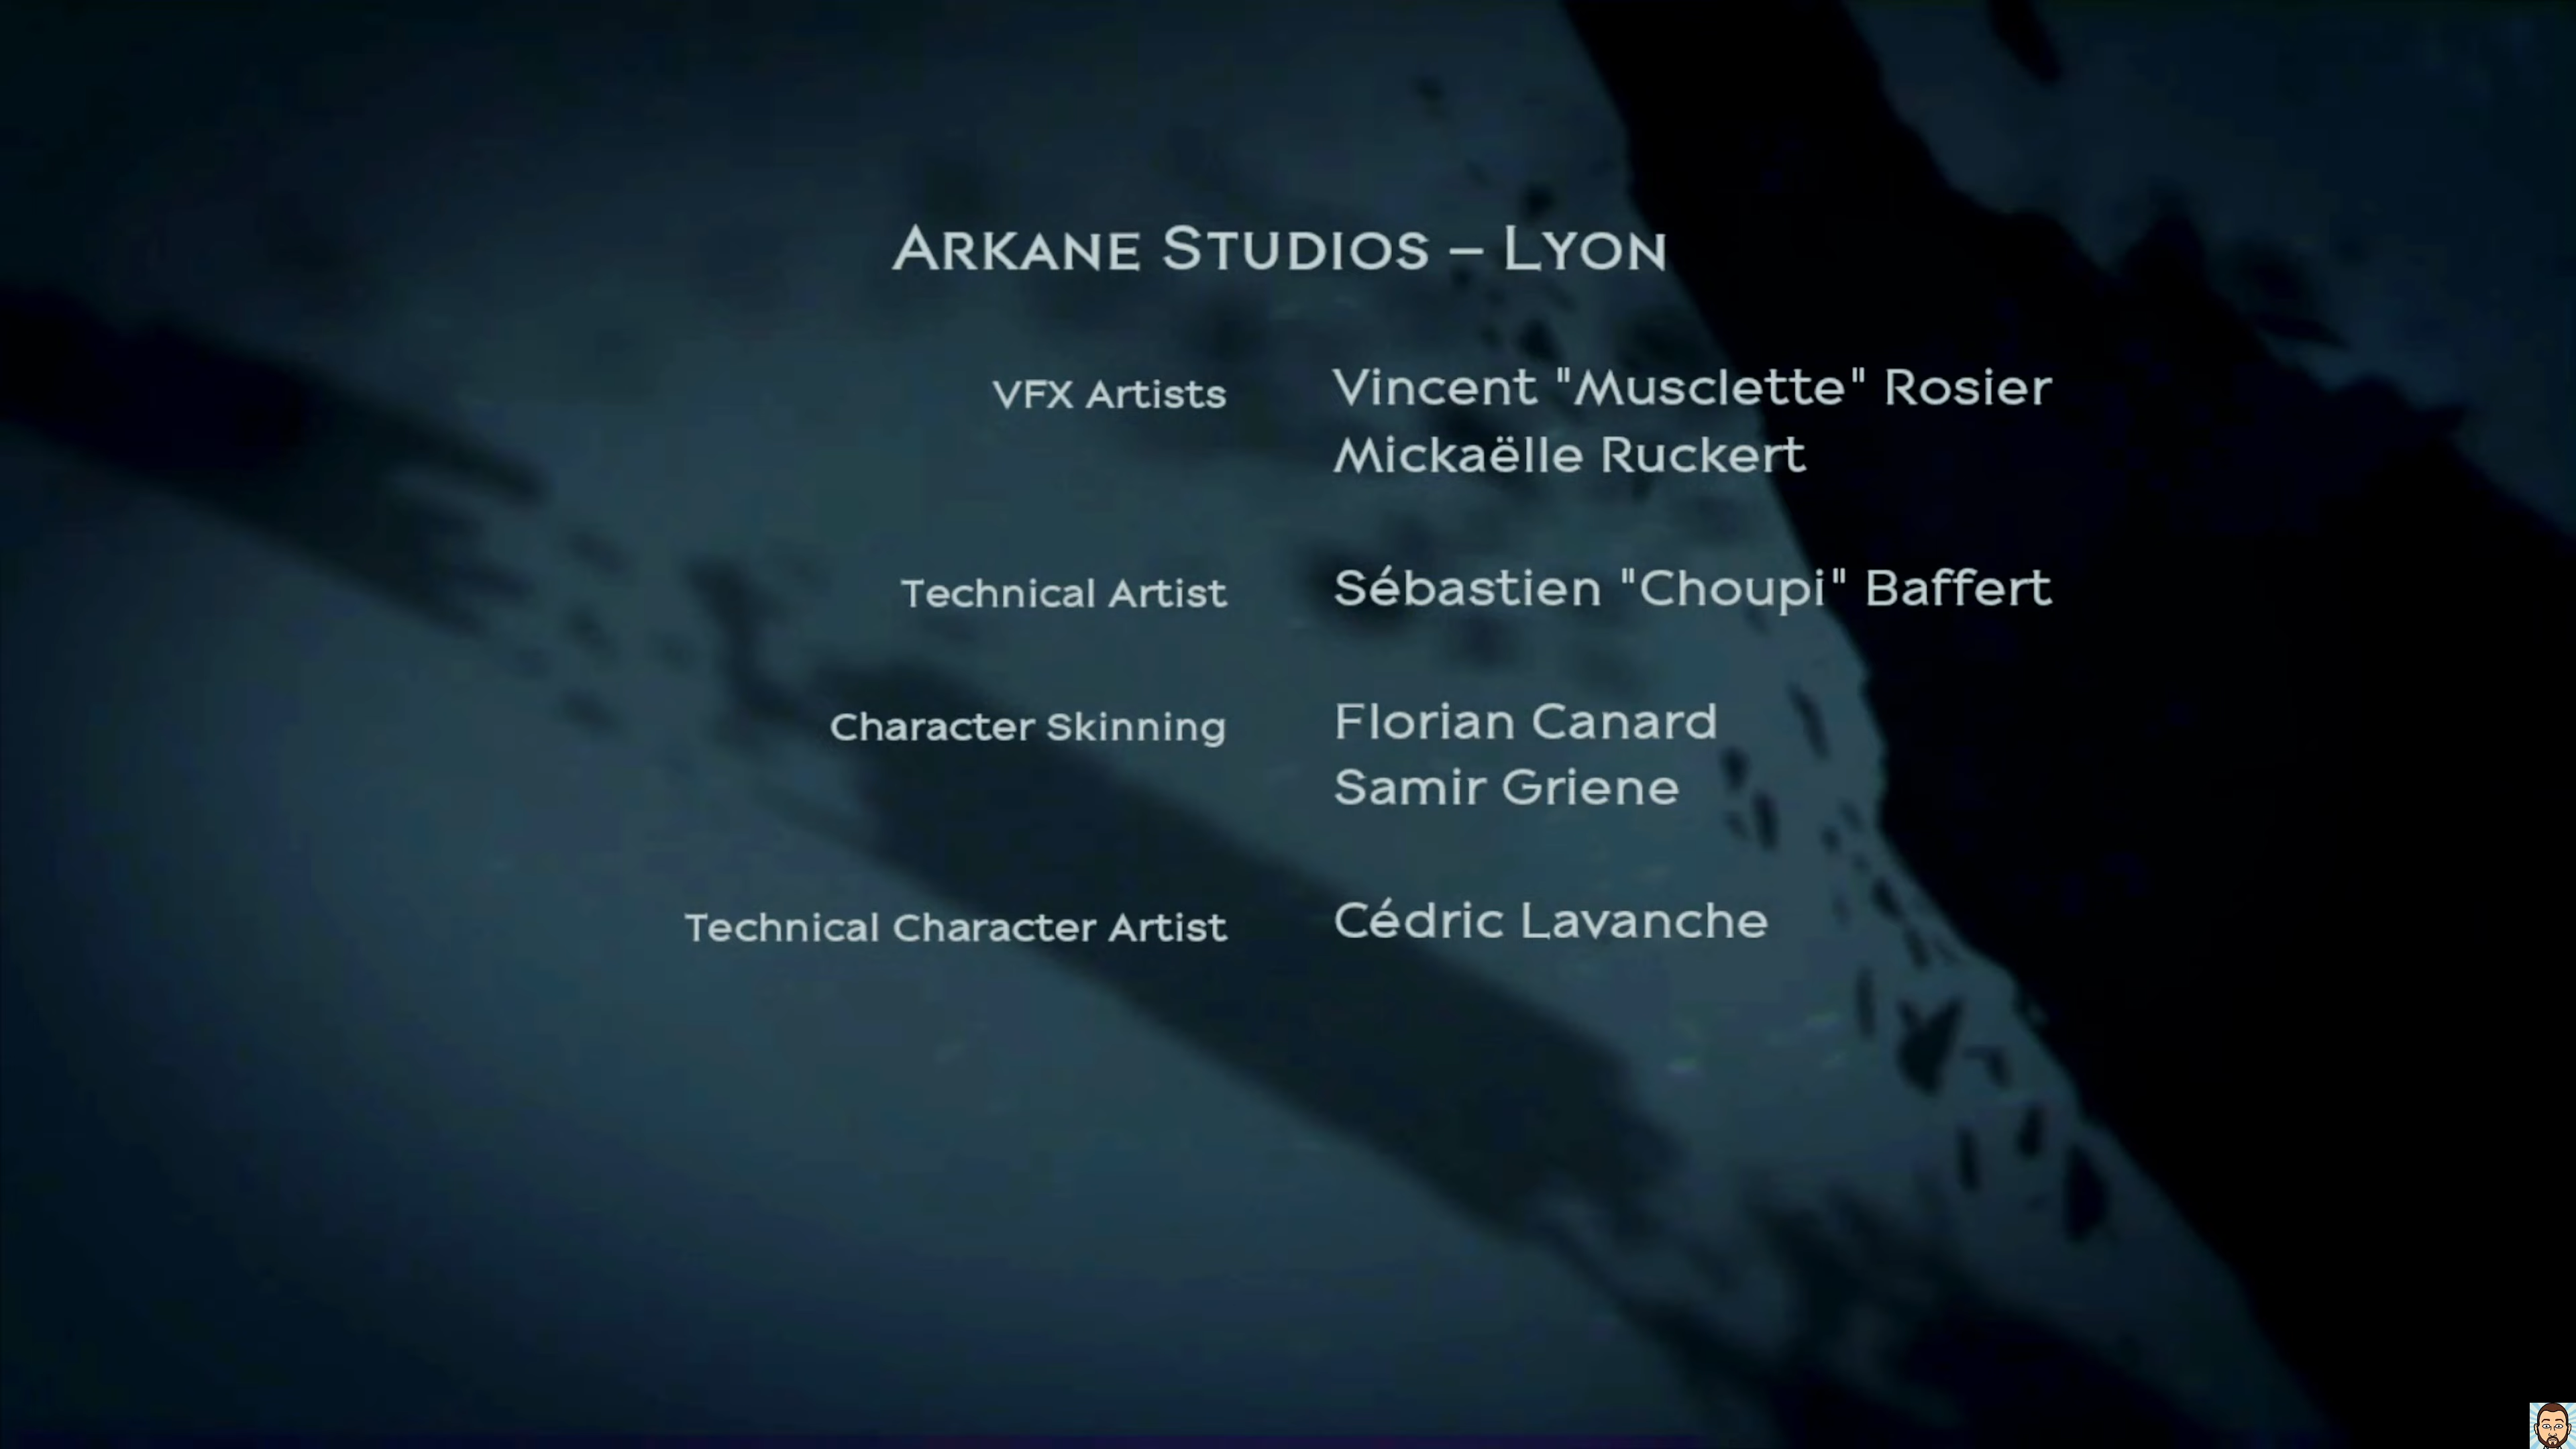 ARKANE STUDIOS – LYON
VFX Artists Vincent "Musclette" Rosier
Mickaëlle Ruckert
Technical Artist Sébastien "Choupi" Baffert
Character Skinning Florian Canard
Samir Griene
Technical Character Artist Cédric Lavanche